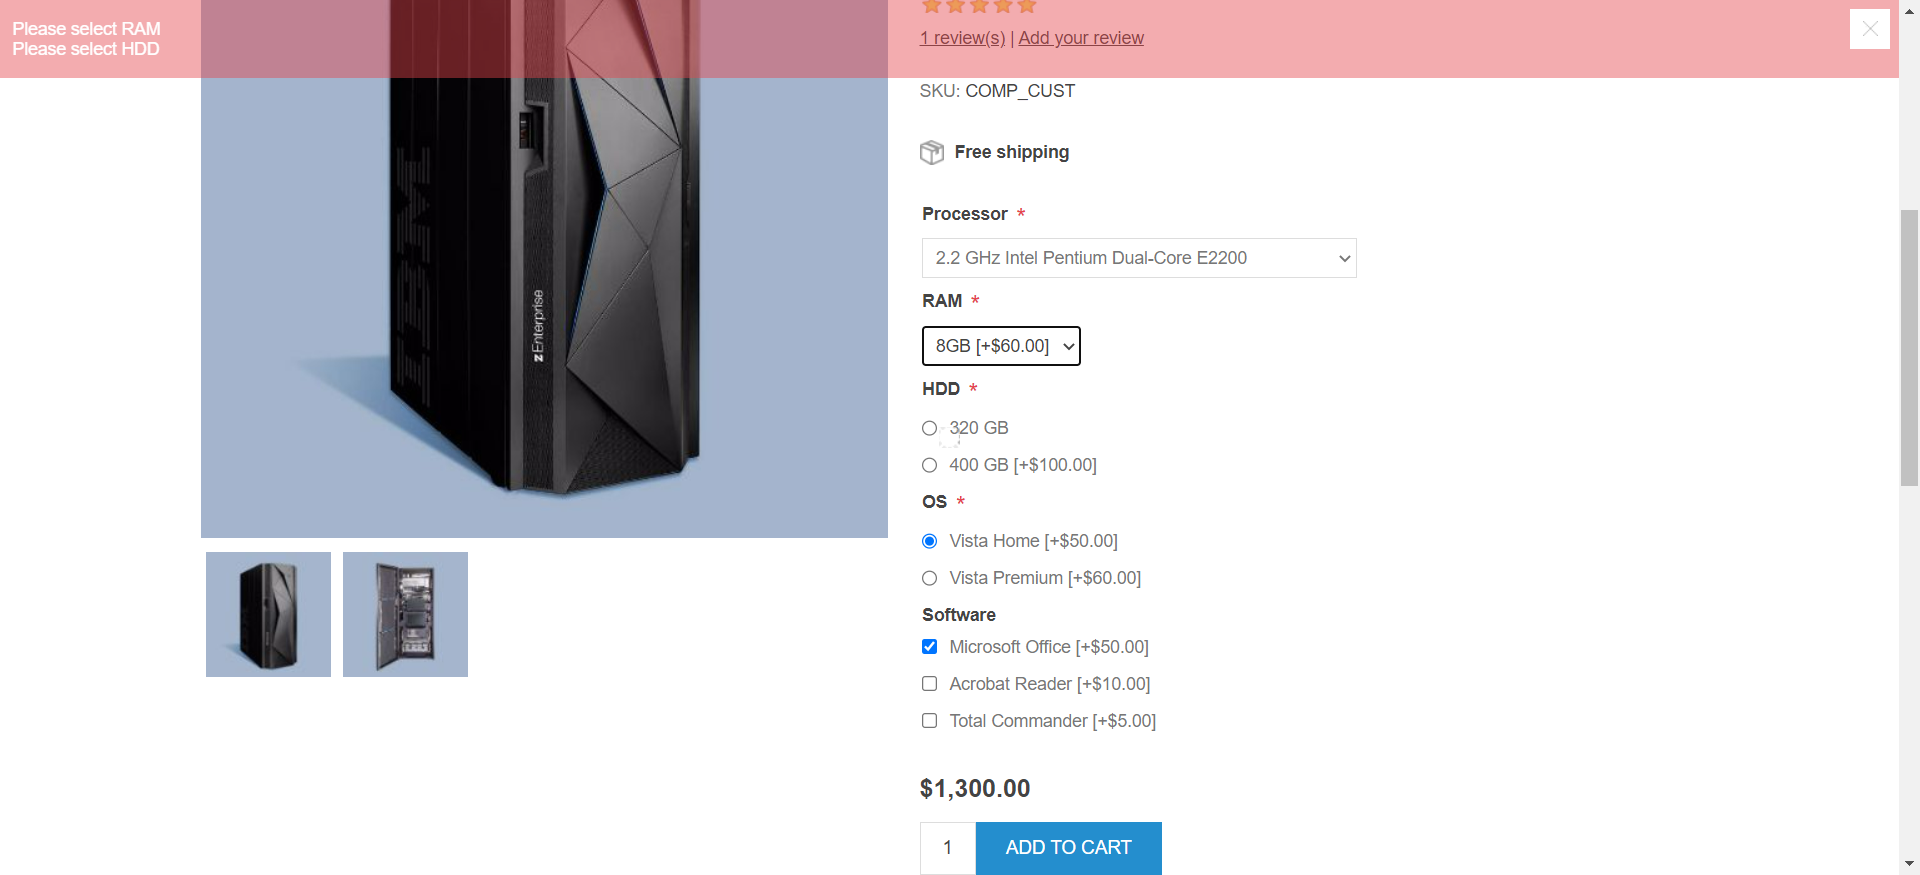 Please select RAM
Please select HDD
1 review(s) | Add your review
SKU: COMP_CUST
Free shipping
Processor *
2.2 GHz Intel Pentium Dual-Core E2200
RAM *
8GB [+$60.00]
HDD *
320 GB
400 GB [+$100.00]
OS *
Vista Home [+$50.00]
Vista Premium [+$60.00]
Software
Microsoft Office [+$50.00]
Acrobat Reader [+$10.00]
Total Commander [+$5.00]
$1,300.00
1 ADD TO CART
IBM
z Enterprise